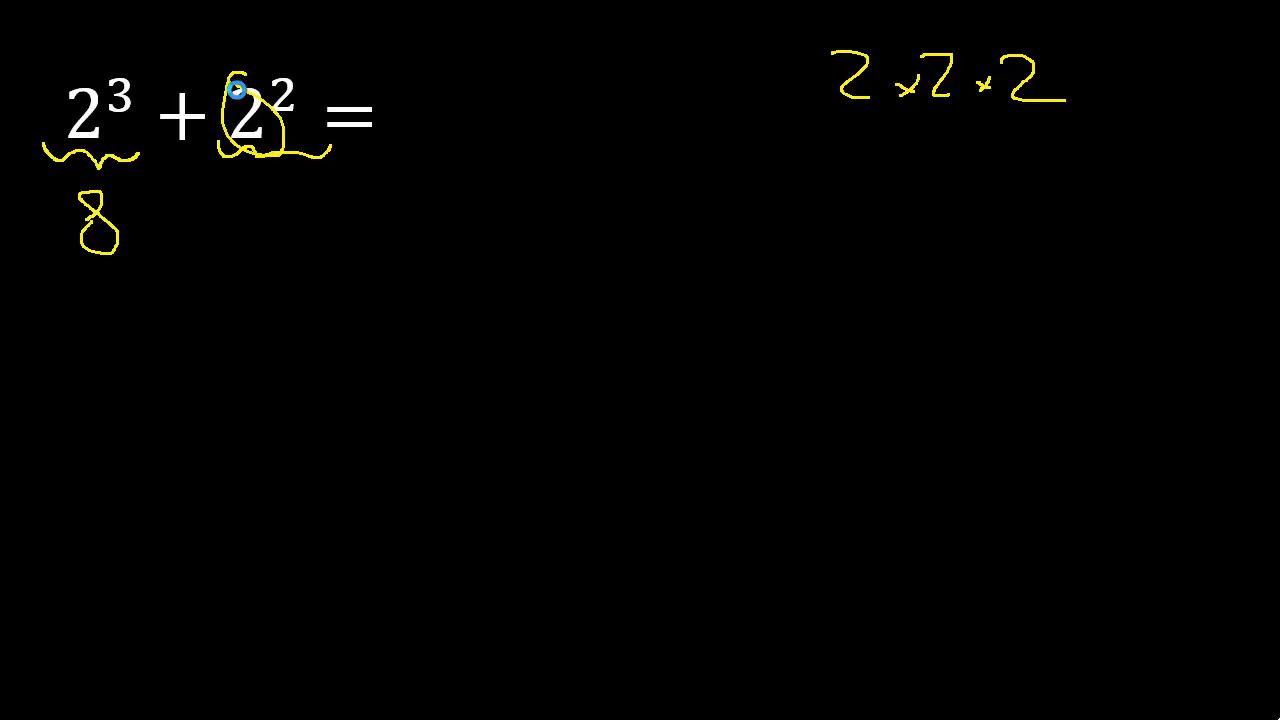 2 × 2 × 2
2³ + 2² =
8